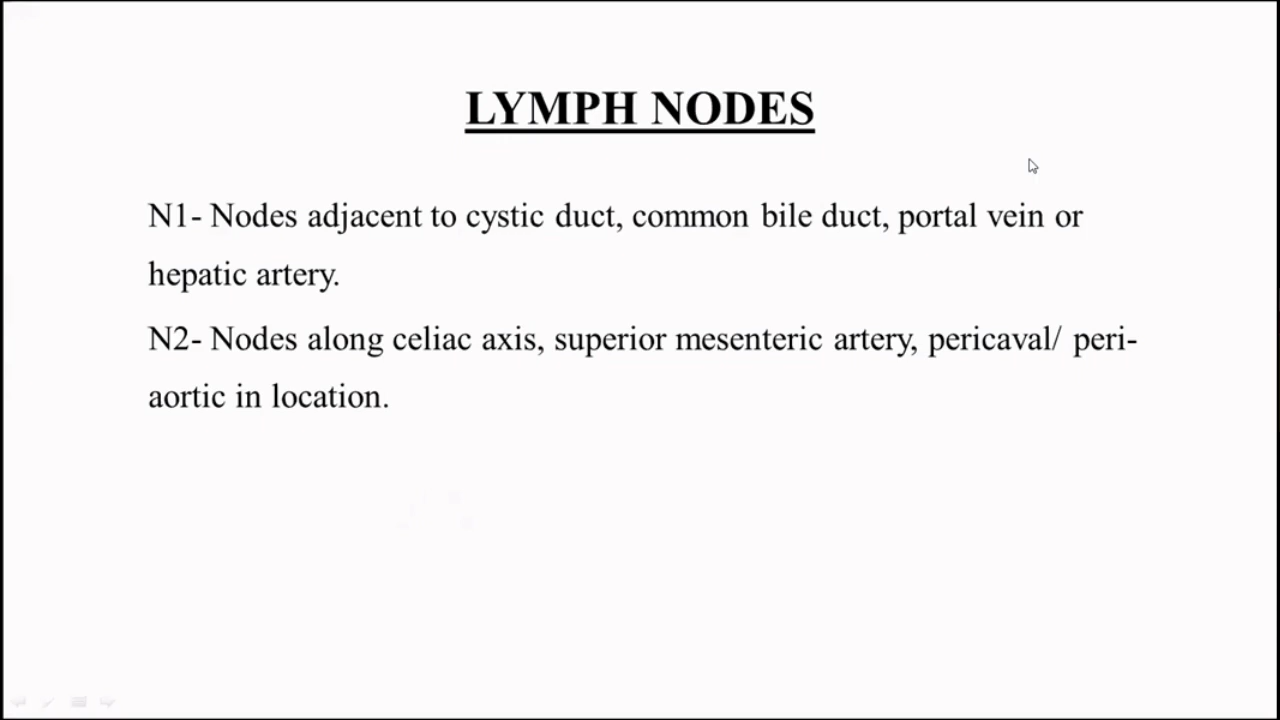 LYMPH NODES
N1- Nodes adjacent to cystic duct, common bile duct, portal vein or
hepatic artery.
N2- Nodes along celiac axis, superior mesenteric artery, pericaval/ peri-
aortic in location.